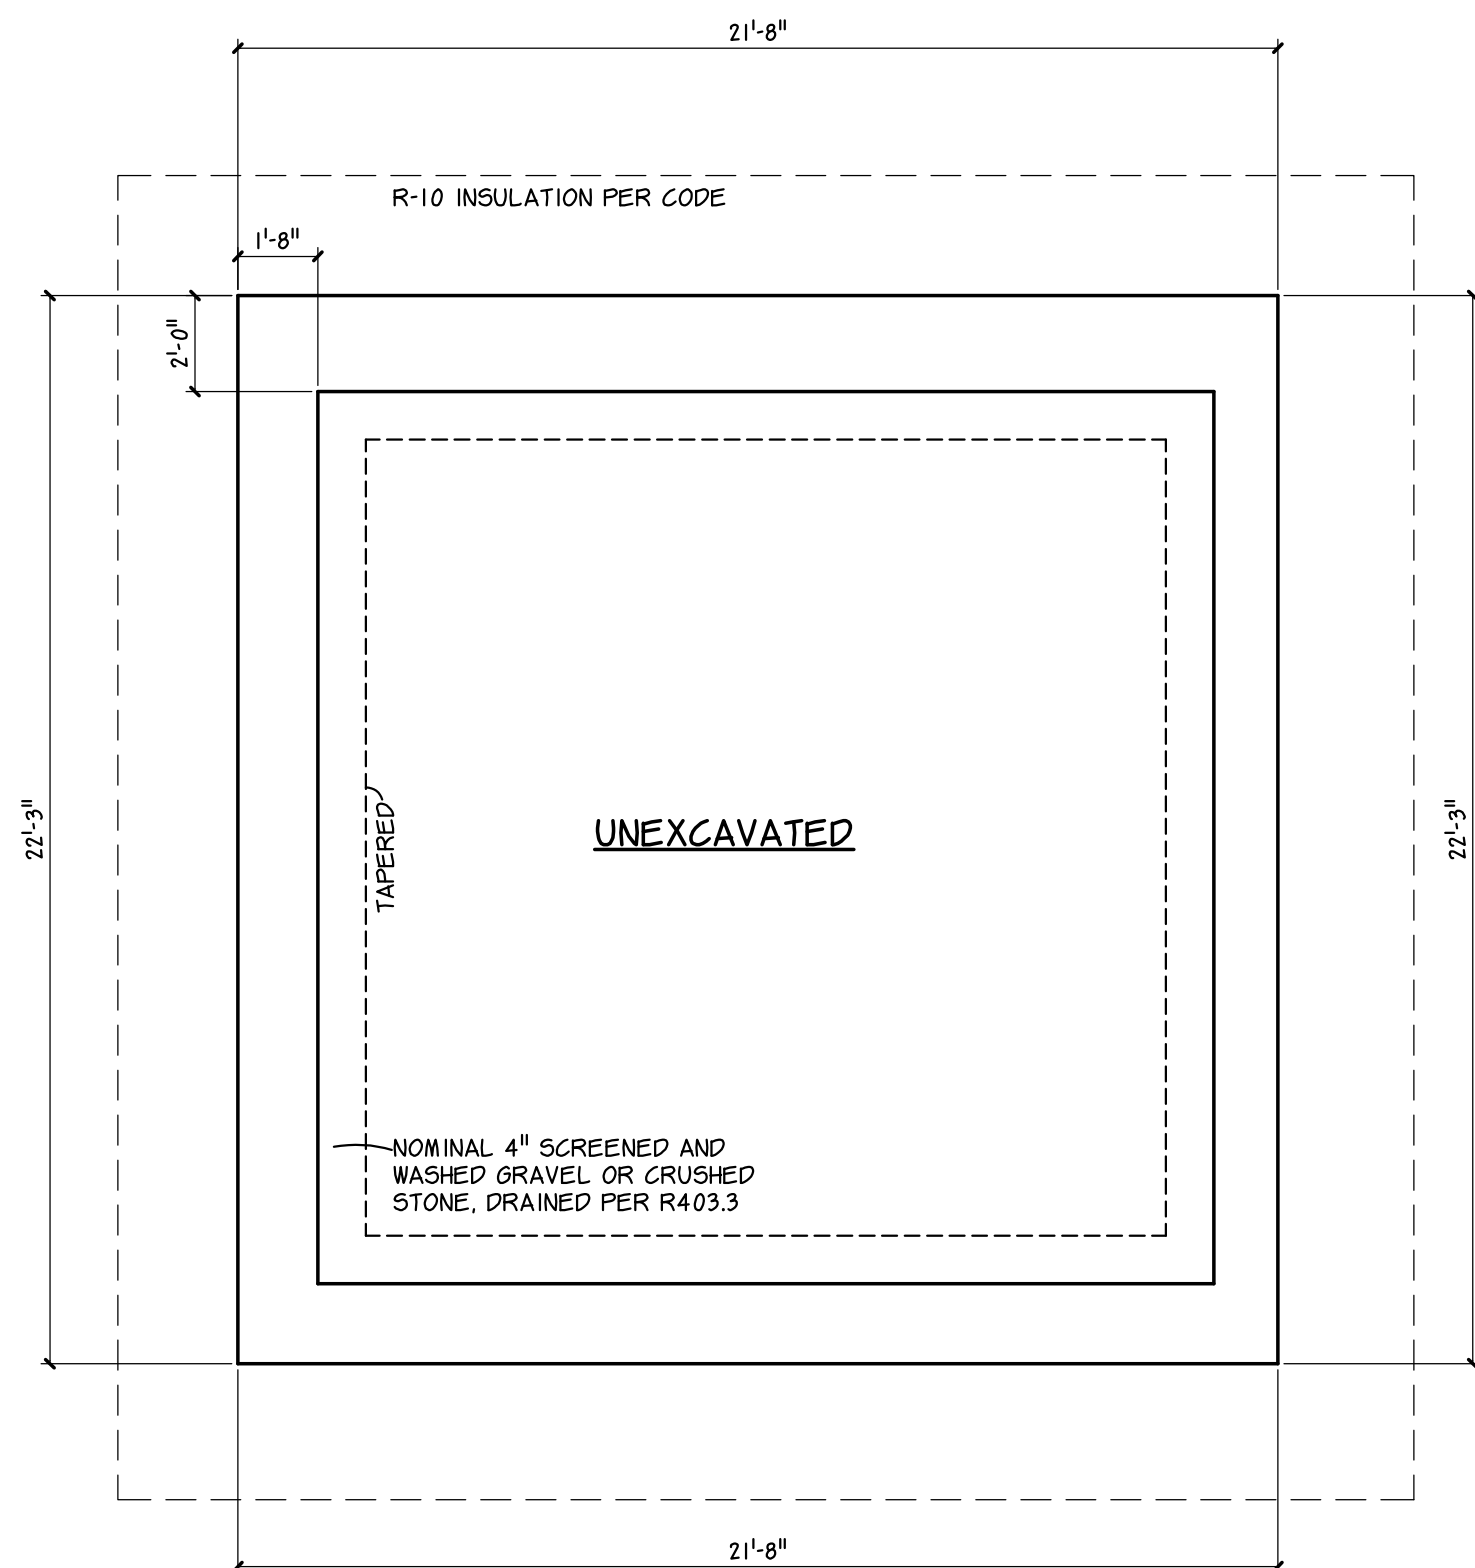 21'-8"
R-10 INSULATION PER CODE
1'-8"
2'-0"
22'-3"
22'-3"
UNEXCAVATED
TAPERED
NOMINAL 4" SCREENED AND
WASHED GRAVEL OR CRUSHED
STONE, DRAINED PER R403.3
21'-8"